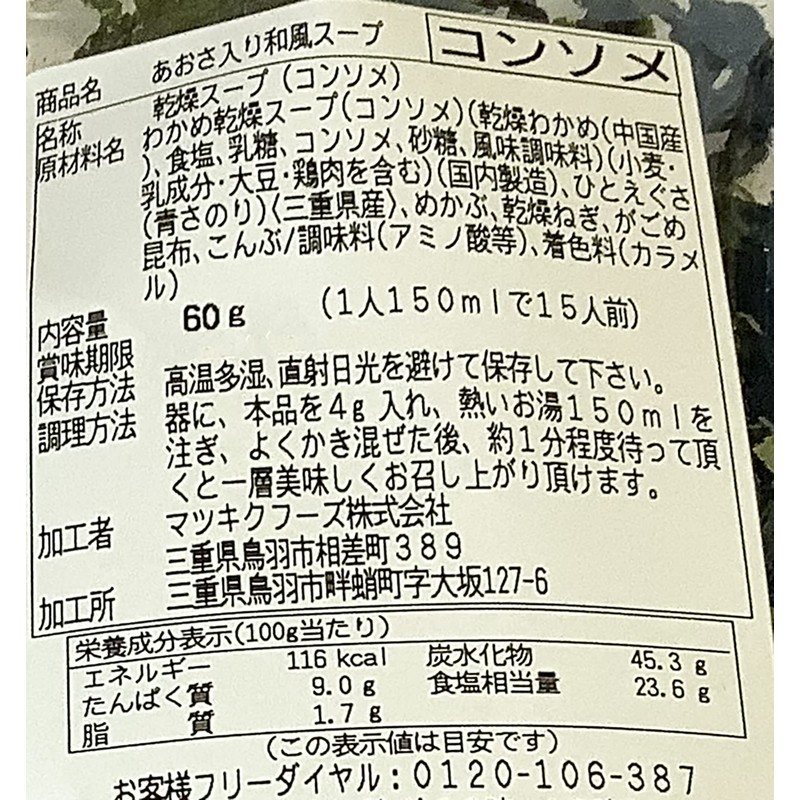 商品名 あおさ入り和風スープ コンソメ
名称 乾燥スープ(コンソメ)
原材料名 わかめ乾燥スープ(コンソメ)(乾燥わかめ(中国産
)、食塩、乳糖、コンソメ、砂糖、風味調味料)(小麦・
乳成分・大豆・鶏肉を含む)(国内製造)、ひとえぐさ
(青さのり)〈三重県産〉、めかぶ、乾燥ねぎ、がごめ
昆布、こんぶ/調味料(アミノ酸等)、着色料(カラメ
ル)
内容量 60g (1人150mlで15人前)
賞味期限
保存方法 高温多湿、直射日光を避けて保存して下さい。
調理方法 器に、本品を4g 入れ、熱いお湯150mlを
注ぎ、よくかき混ぜた後、約1分程度待って頂
くと一層美味しくお召し上がり頂けます。
加工者 マツキクフーズ株式会社
三重県鳥羽市相差町389
加工所 三重県鳥羽市畔蛸町字大坂127-6
栄養成分表示(100g当たり)
エネルギー 116 kcal 炭水化物 45.3 g
たんぱく質 9.0 g 食塩相当量 23.6 g
脂質 1.7 g
(この表示値は目安です)
お客様フリーダイヤル:0120-106-387